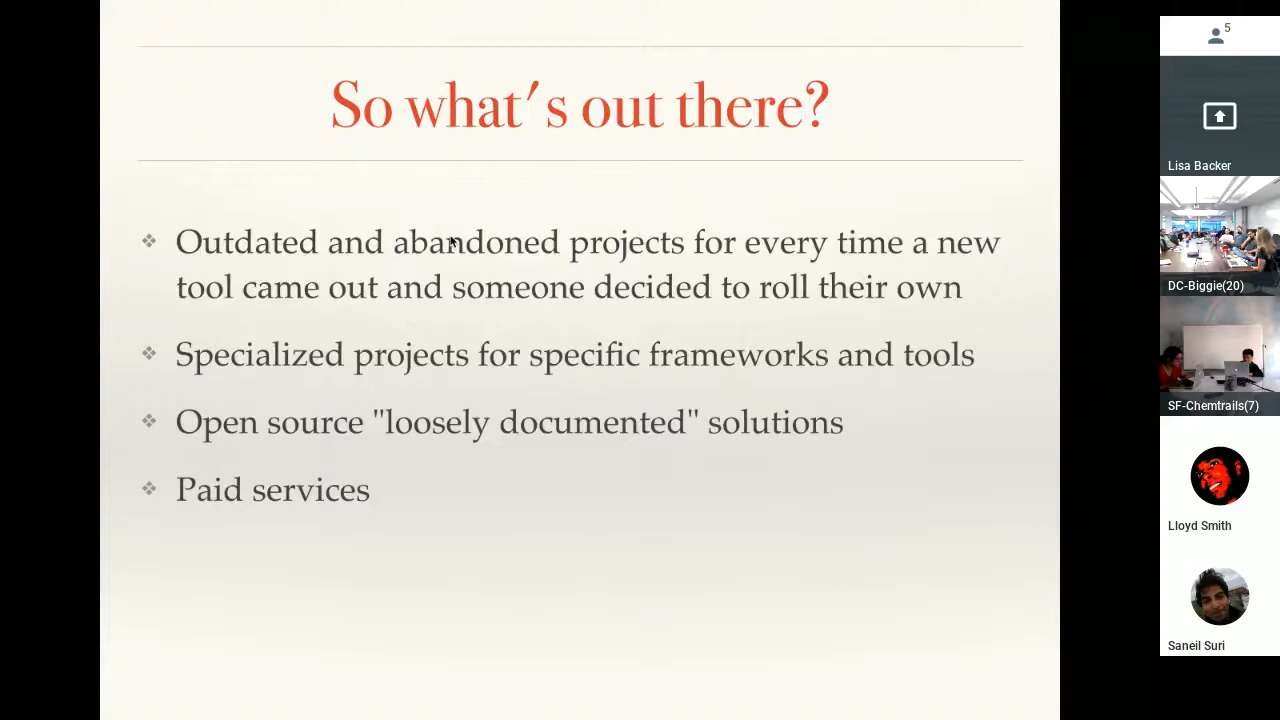 So what's out there?
Outdated and abandoned projects for every time a new
tool came out and someone decided to roll their own
Specialized projects for specific frameworks and tools
Open source "loosely documented" solutions
Paid services
5
Lisa Backer
DC-Biggie(20)
SF-Chemtrails(7)
Lloyd Smith
Saneil Suri